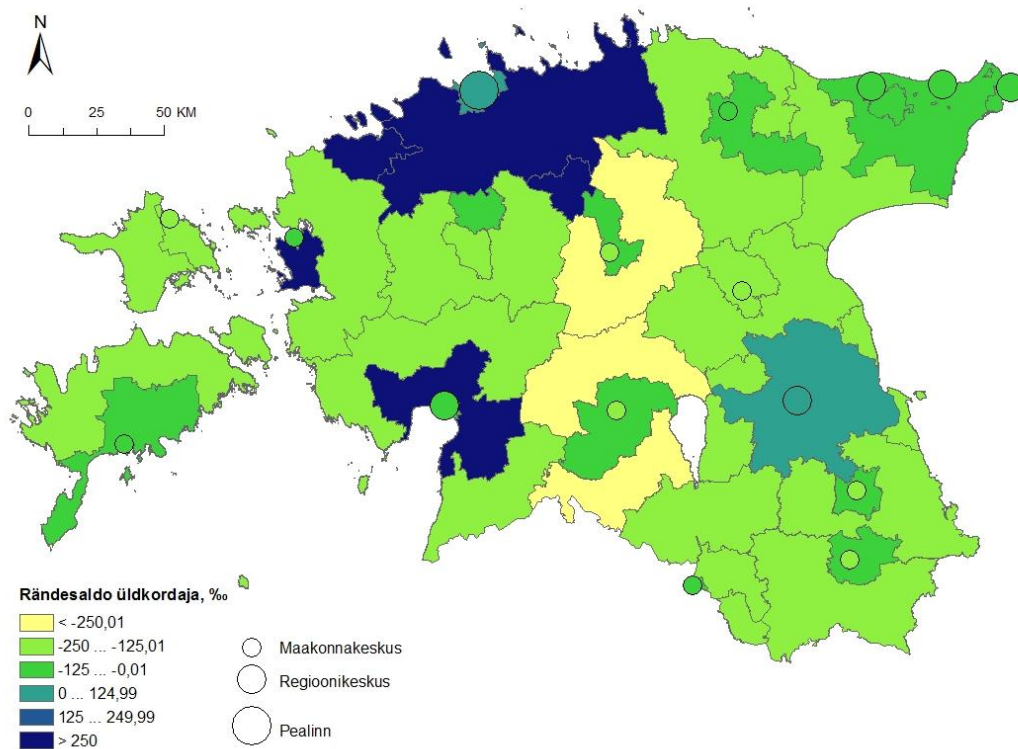 N
0 25 50 KM
Rändesaldo üldkordaja, ‰
< -250,01
-250 ... -125,01
-125 ... -0,01
0 ... 124,99
125 ... 249,99
> 250
Maakonnakeskus
Regioonikeskus
Pealinn